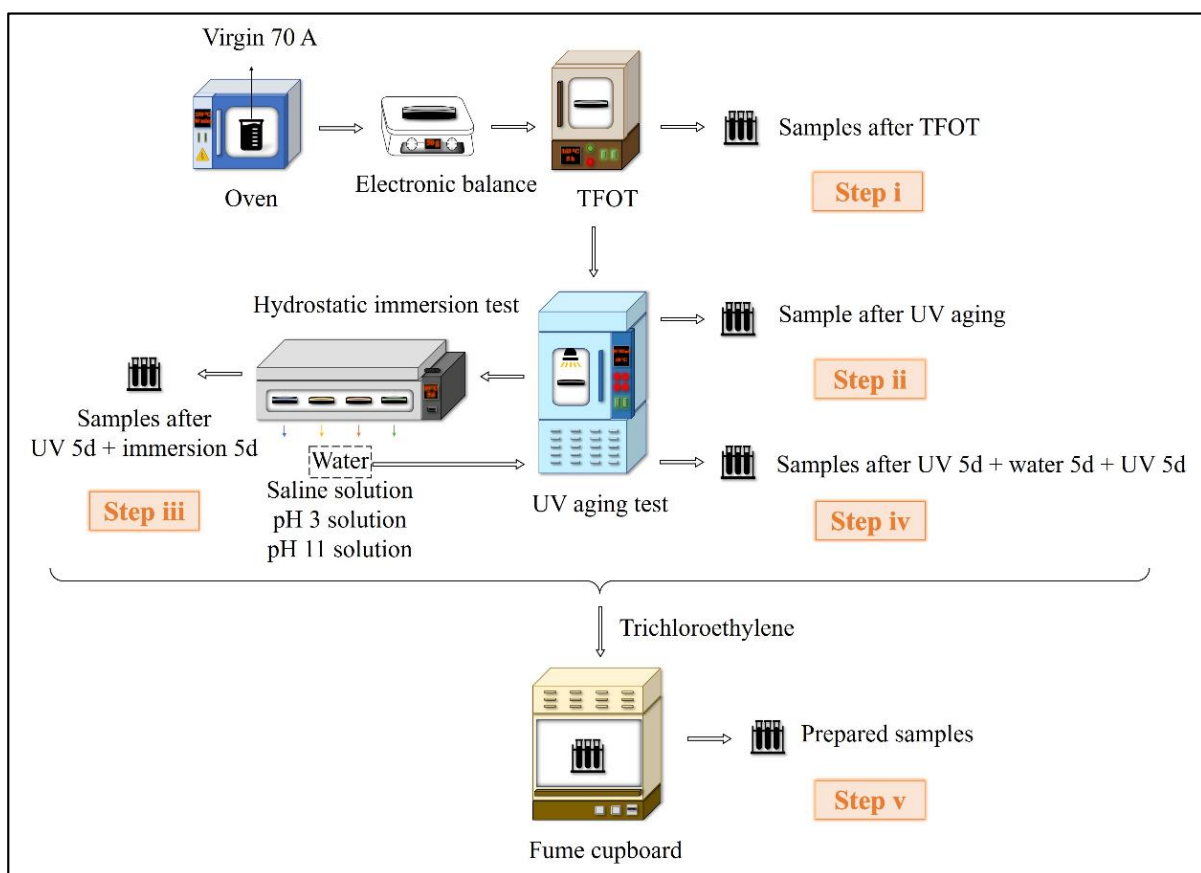 Virgin 70 A
Oven
Electronic balance
TFOT
Samples after TFOT
Step i
Hydrostatic immersion test
Sample after UV aging
Step ii
Samples after
UV 5d + immersion 5d
Step iii
Water
Saline solution
pH 3 solution
pH 11 solution
UV aging test
Samples after UV 5d + water 5d + UV 5d
Step iv
Trichloroethylene
Prepared samples
Step v
Fume cupboard